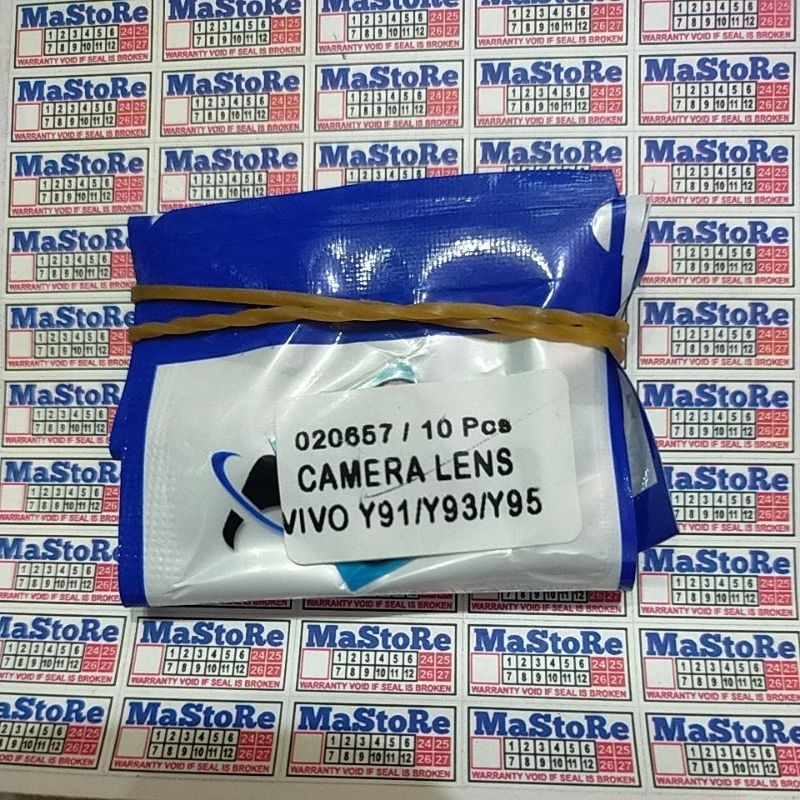 MaStoRe
1 2 3 4 5 6 24 25
7 8 9 10 11 12 26 27
WARRANTY VOID IF SEAL IS BROKEN
020657 / 10 Pcs
CAMERA LENS
VIVO Y91/Y93/Y95